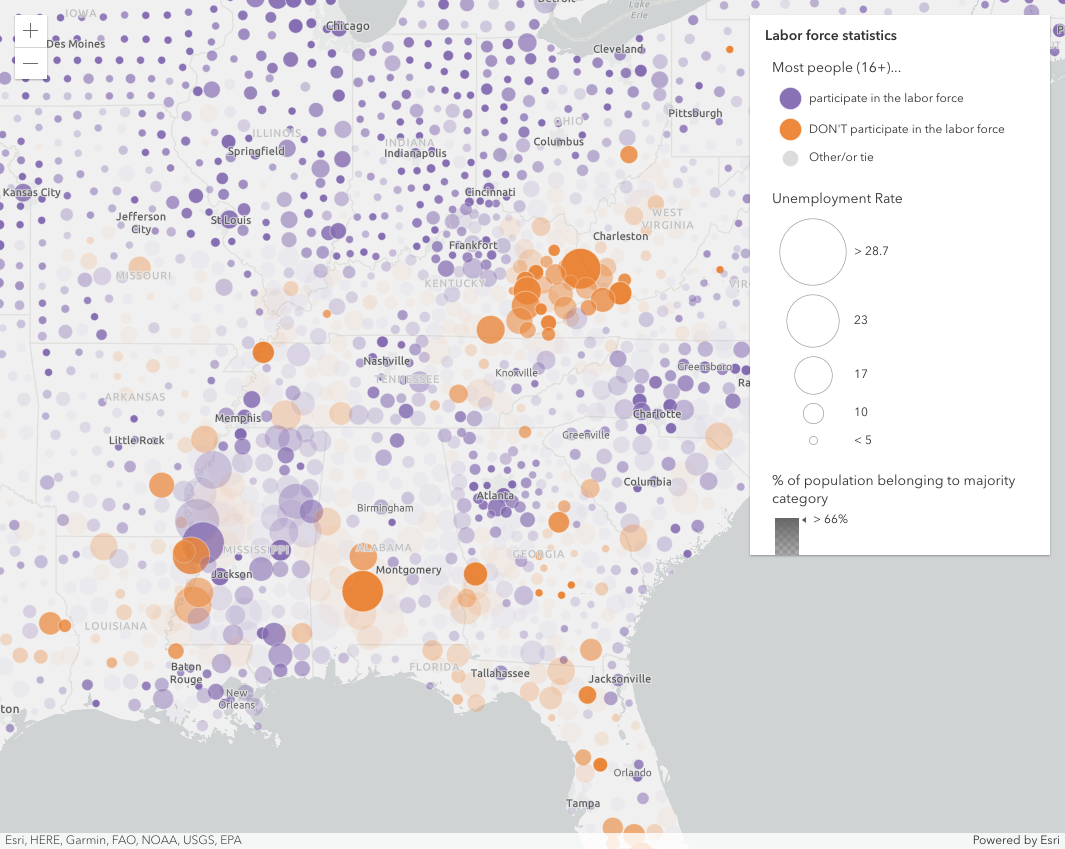 IOWA
Des Moines
Chicago
Lake
Erie
Cleveland
Pittsburgh
ILLINOIS
Springfield
INDIANA
Indianapolis
OHIO
Columbus
Kansas City
Jefferson
City
St Louis
Cincinnati
WEST
VIRGINIA
Charleston
Frankfort
MISSOURI
KENTUCKY
Nashville
TENNESSEE
Knoxville
Greensboro
Ra
ARKANSAS
Memphis
Charlotte
Little Rock
Greenville
Columbia
Atlanta
Birmingham
MISSISSIPPI
ALABAMA
GEORGIA
Jackson
Montgomery
LOUISIANA
Baton
Rouge
FLORIDA
Tallahassee
Jacksonville
New
Orleans
ton
Orlando
Tampa
Labor force statistics
Most people (16+)...
participate in the labor force
DON'T participate in the labor force
Other/or tie
Unemployment Rate
> 28.7
23
17
10
< 5
% of population belonging to majority
category
> 66%
Esri, HERE, Garmin, FAO, NOAA, USGS, EPA
Powered by Esri